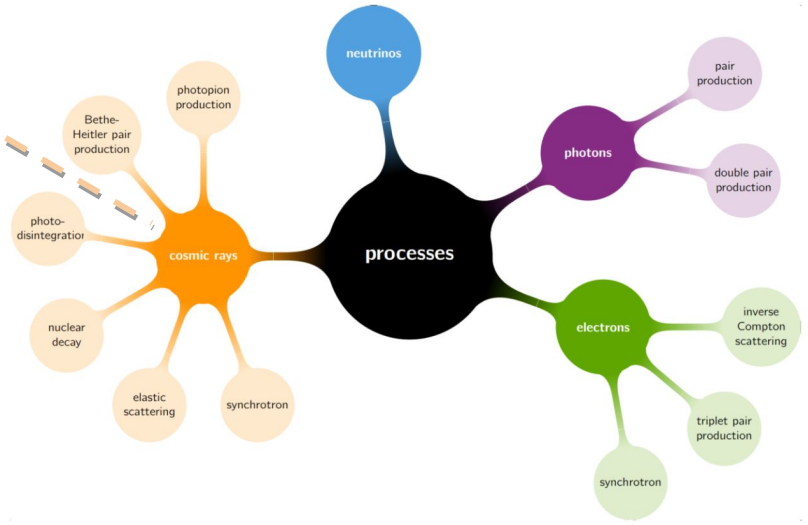 neutrinos
photopion
production
Bethe-
Heitler pair
production
photo-
disintegration
nuclear
decay
elastic
scattering
synchrotron
cosmic rays
processes
photons
pair
production
double pair
production
electrons
inverse
Compton
scattering
triplet pair
production
synchrotron